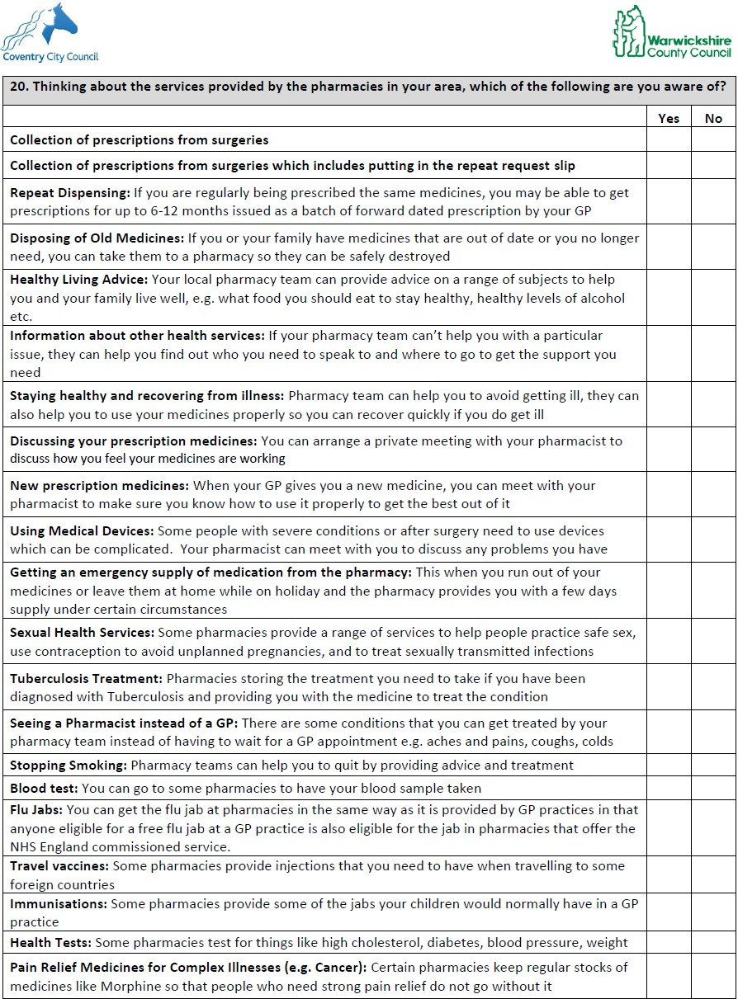 Coventry City Council
Warwickshire
County Council
20. Thinking about the services provided by the pharmacies in your area, which of the following are you aware of?
Yes No
Collection of prescriptions from surgeries
Collection of prescriptions from surgeries which includes putting in the repeat request slip
Repeat Dispensing: If you are regularly being prescribed the same medicines, you may be able to get
prescriptions for up to 6-12 months issued as a batch of forward dated prescription by your GP
Disposing of Old Medicines: If you or your family have medicines that are out of date or you no longer
need, you can take them to a pharmacy so they can be safely destroyed
Healthy Living Advice: Your local pharmacy team can provide advice on a range of subjects to help
you and your family live well, e.g. what food you should eat to stay healthy, healthy levels of alcohol
etc.
Information about other health services: If your pharmacy team can’t help you with a particular
issue, they can help you find out who you need to speak to and where to go to get the support you
need
Staying healthy and recovering from illness: Pharmacy team can help you to avoid getting ill, they can
also help you to use your medicines properly so you can recover quickly if you do get ill
Discussing your prescription medicines: You can arrange a private meeting with your pharmacist to
discuss how you feel your medicines are working
New prescription medicines: When your GP gives you a new medicine, you can meet with your
pharmacist to make sure you know how to use it properly to get the best out of it
Using Medical Devices: Some people with severe conditions or after surgery need to use devices
which can be complicated. Your pharmacist can meet with you to discuss any problems you have
Getting an emergency supply of medication from the pharmacy: This when you run out of your
medicines or leave them at home while on holiday and the pharmacy provides you with a few days
supply under certain circumstances
Sexual Health Services: Some pharmacies provide a range of services to help people practice safe sex,
use contraception to avoid unplanned pregnancies, and to treat sexually transmitted infections
Tuberculosis Treatment: Pharmacies storing the treatment you need to take if you have been
diagnosed with Tuberculosis and providing you with the medicine to treat the condition
Seeing a Pharmacist instead of a GP: There are some conditions that you can get treated by your
pharmacy team instead of having to wait for a GP appointment e.g. aches and pains, coughs, colds
Stopping Smoking: Pharmacy teams can help you to quit by providing advice and treatment
Blood test: You can go to some pharmacies to have your blood sample taken
Flu Jabs: You can get the flu jab at pharmacies in the same way as it is provided by GP practices in that
anyone eligible for a free flu jab at a GP practice is also eligible for the jab in pharmacies that offer the
NHS England commissioned service.
Travel vaccines: Some pharmacies provide injections that you need to have when travelling to some
foreign countries
Immunisations: Some pharmacies provide some of the jabs your children would normally have in a GP
practice
Health Tests: Some pharmacies test for things like high cholesterol, diabetes, blood pressure, weight
Pain Relief Medicines for Complex Illnesses (e.g. Cancer): Certain pharmacies keep regular stocks of
medicines like Morphine so that people who need strong pain relief do not go without it